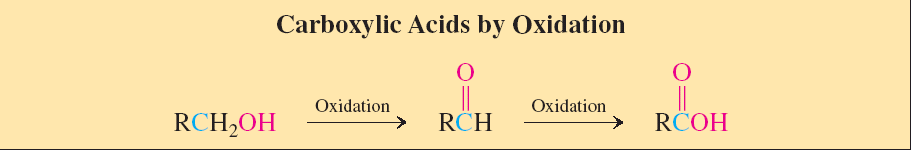 Carboxylic Acids by Oxidation
O O
Oxidation Oxidation
RCH₂OH RCH RCOH